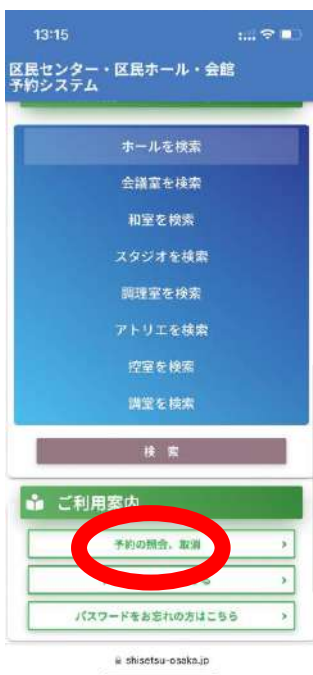 13:15
区民センター・区民ホール・会館
予約システム
ホールを検索
会議室を検索
和室を検索
スタジオを検索
調理室を検索
アトリエを検索
控室を検索
講堂を検索
検 索
ご利用案内
予約の照会、取消
パスワードをお忘れの方はこちら
shisetsu-osaka.jp